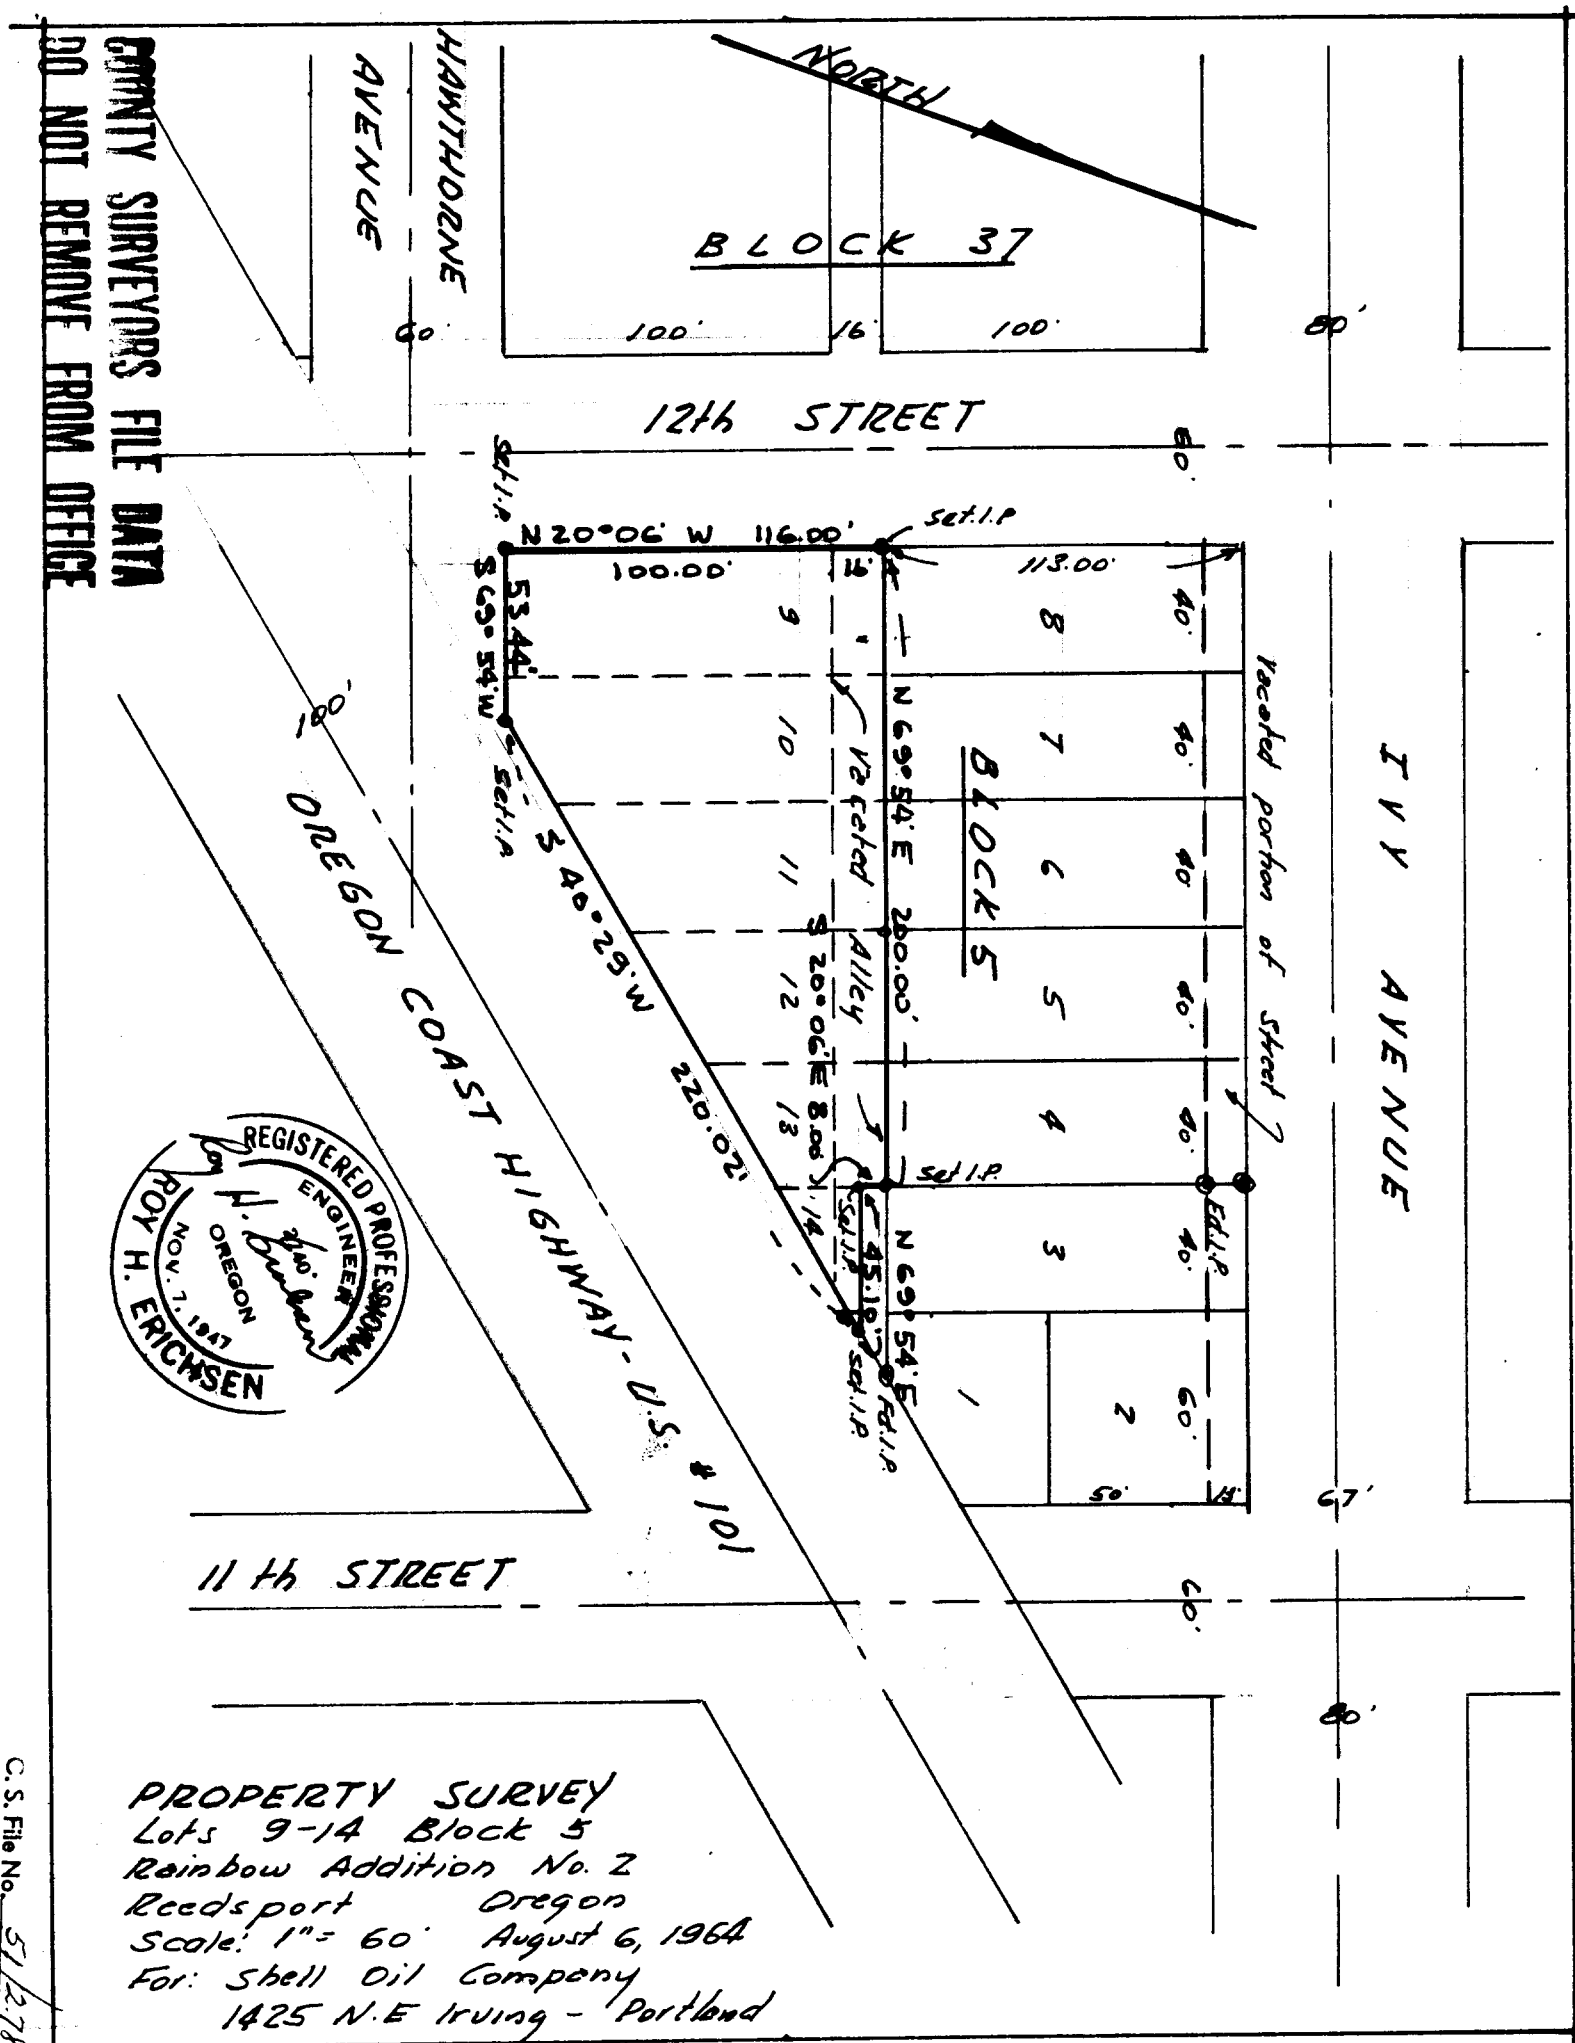 COUNTY SURVEYORS FILE DATA
DO NOT REMOVE FROM OFFICE
HAWTHORNE
AVENUE
NORTH
BLOCK 37
60'
100'
16'
100'
80'
12th STREET
60'
Set I.P.
N 20°06' W 116.00'
set.I.P
100.00'
16'
113.00'
53.44'
S 69°54' W
set I.P.
9
10
11
12
13
14
8
7
6
5
4
3
2
1
40'
40'
40'
40'
40'
40'
60'
Vacated portion of Street
IVY AVENUE
BLOCK 5
N 69°54' E 200.00'
Vacated Alley
S 20°06' E 8.00'
set I.P.
Set I.P.
Fd.I.P.
N 69°54' E
45.10'
Fd.I.P.
set.I.P.
S 40°29' W 220.02'
100'
OREGON COAST HIGHWAY - U.S. #101
50'
67'
60'
80'
11th STREET
REGISTERED PROFESSIONAL
ENGINEER
OREGON
NOV. 7, 1947
ROY H. ERICHSEN
PROPERTY SURVEY
Lots 9-14 Block 5
Rainbow Addition No. 2
Reedsport Oregon
Scale: 1" = 60' August 6, 1964
For: Shell Oil Company
1425 N.E Irving - Portland
C. S. File No.